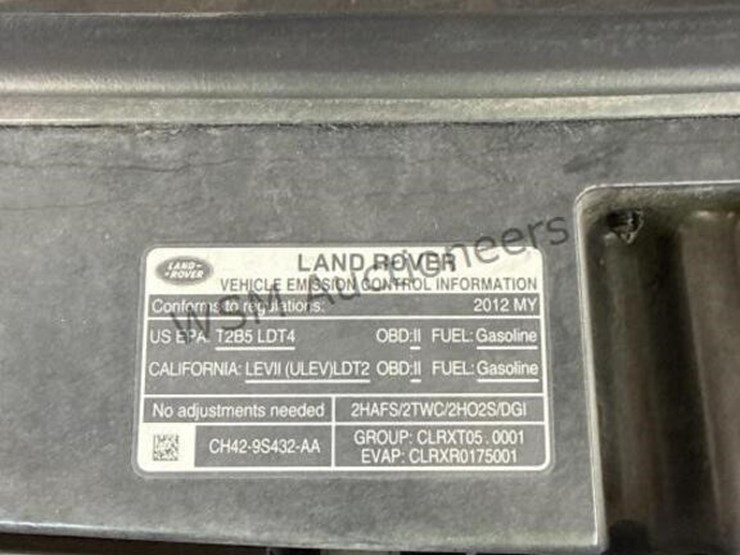 LAND-
-ROVER
LAND ROVER
VEHICLE EMISSION CONTROL INFORMATION
Conforms to regulations: 2012 MY
US EPA: T2B5 LDT4 OBD:II FUEL: Gasoline
CALIFORNIA: LEVII (ULEV)LDT2 OBD:II FUEL: Gasoline
No adjustments needed 2HAFS/2TWC/2HO2S/DGI
CH42-9S432-AA GROUP: CLRXT05.0001
EVAP: CLRXR0175001
WSM Auctioneers